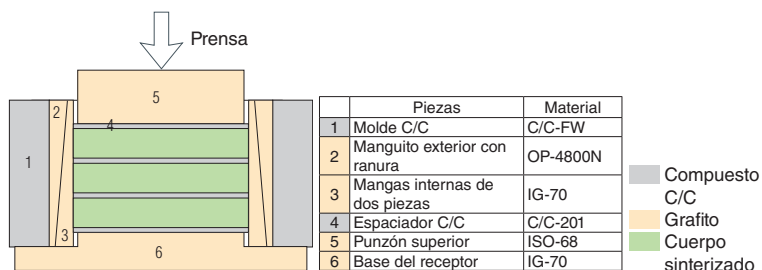 Prensa
5
2
4
1
3
6
Piezas Material
1 Molde C/C C/C-FW
2 Manguito exterior con ranura OP-4800N
3 Mangas internas de dos piezas IG-70
4 Espaciador C/C C/C-201
5 Punzón superior ISO-68
6 Base del receptor IG-70
Compuesto
C/C
Grafito
Cuerpo
sinterizado